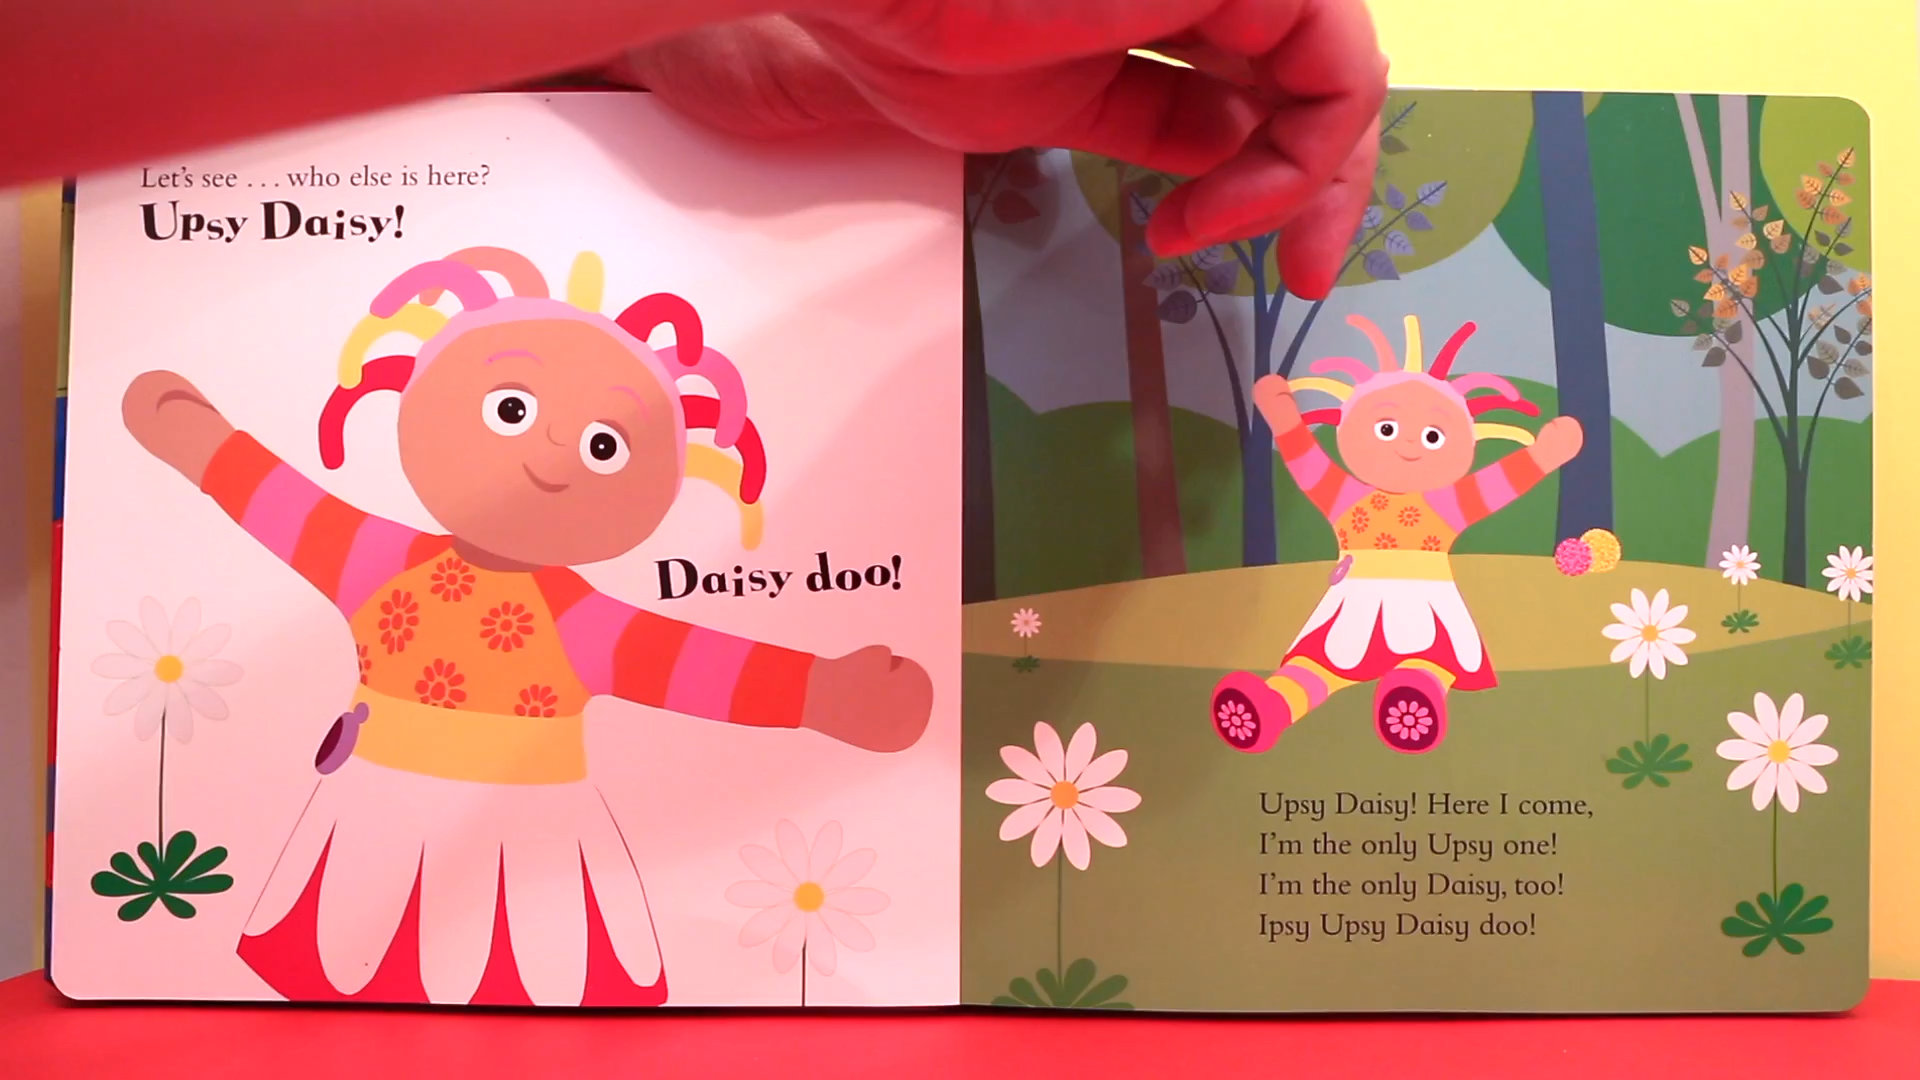 Let's see . . . who else is here?
Upsy Daisy!
Daisy doo!
Upsy Daisy! Here I come,
I'm the only Upsy one!
I'm the only Daisy, too!
Ipsy Upsy Daisy doo!